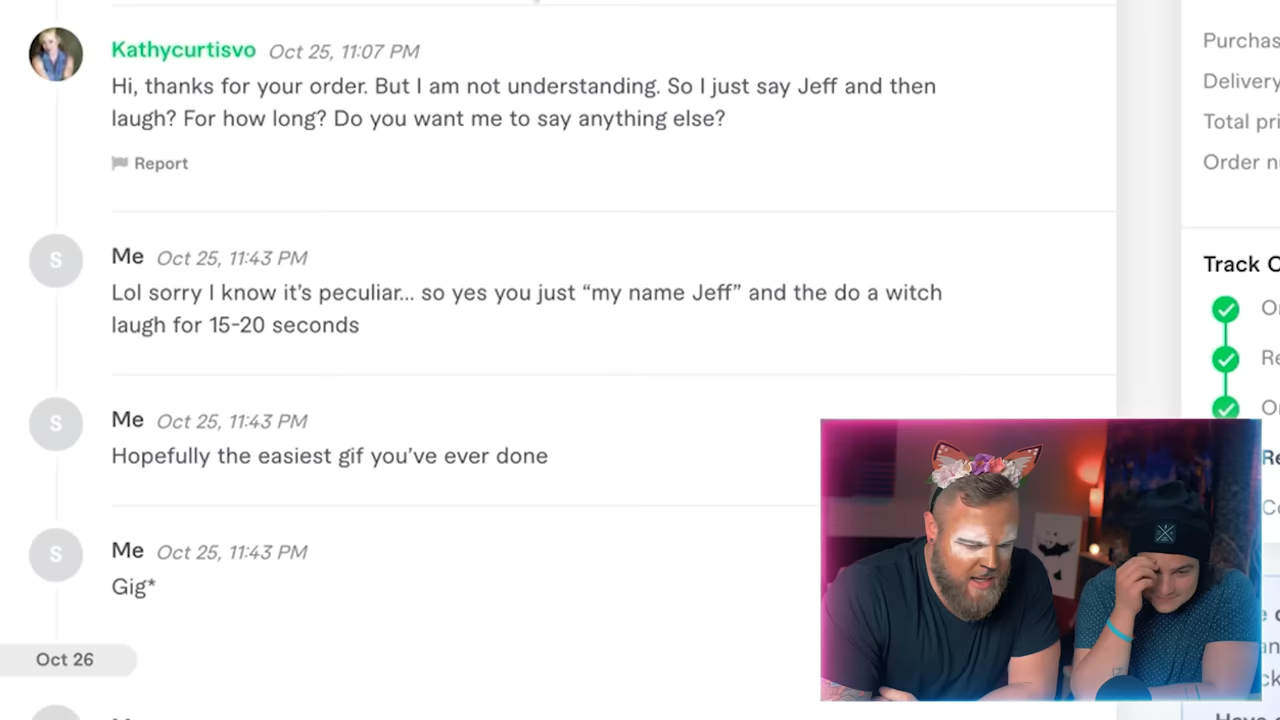 Kathycurtisvo Oct 25, 11:07 PM
Hi, thanks for your order. But I am not understanding. So I just say Jeff and then
laugh? For how long? Do you want me to say anything else?
Report
S
Me Oct 25, 11:43 PM
Lol sorry I know it's peculiar... so yes you just “my name Jeff” and the do a witch
laugh for 15-20 seconds
S
Me Oct 25, 11:43 PM
Hopefully the easiest gif you've ever done
S
Me Oct 25, 11:43 PM
Gig*
Oct 26
Purchas
Delivery
Total pri
Order n
Track O
Re